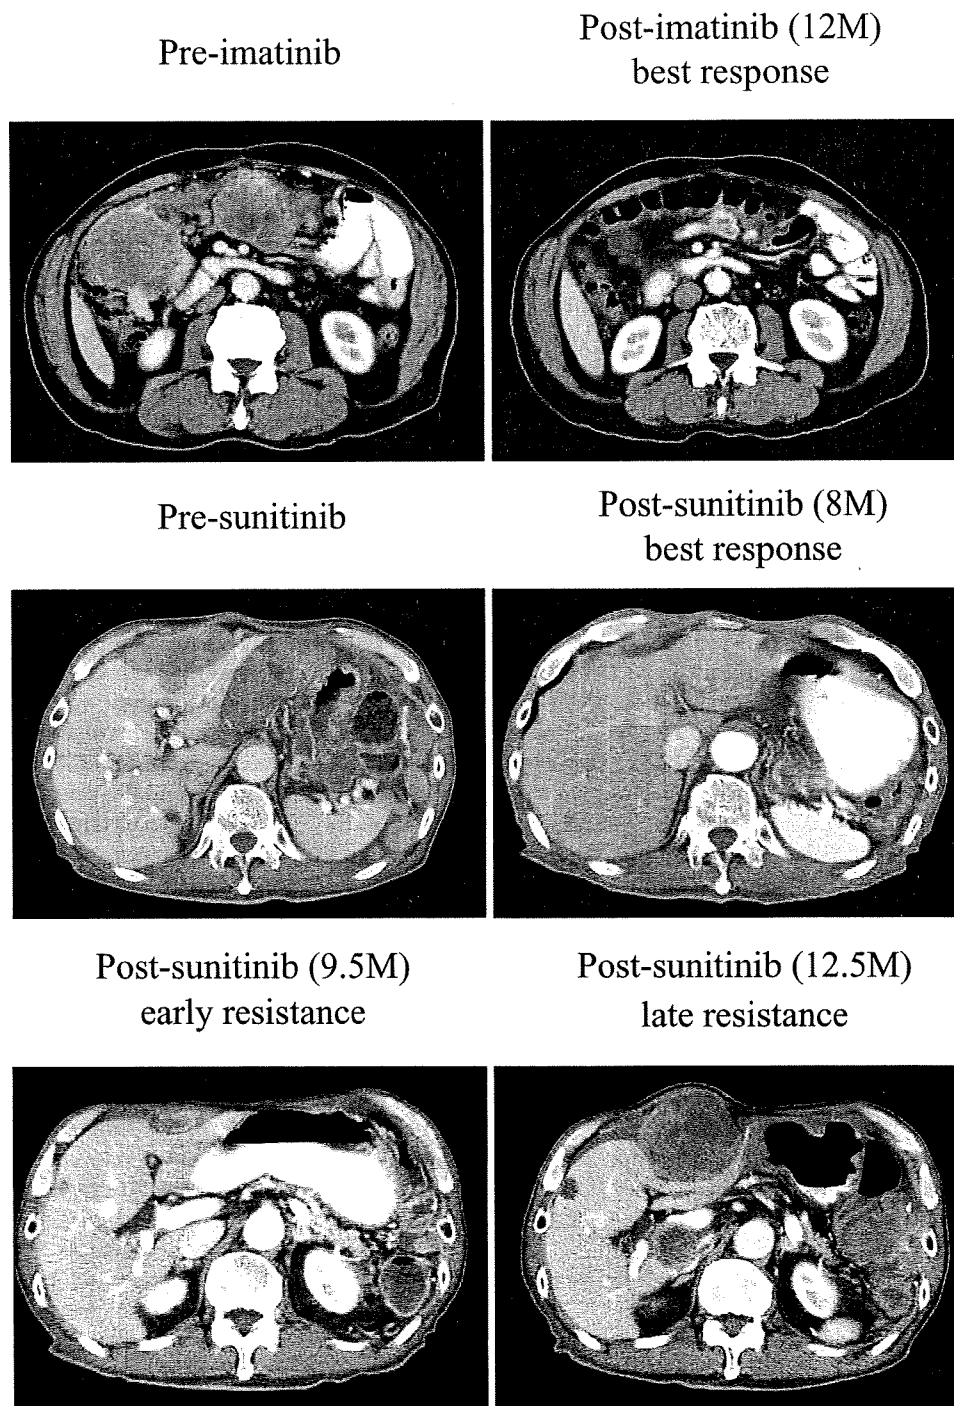 Pre-imatinib
Post-imatinib (12M)
best response
Pre-sunitinib
Post-sunitinib (8M)
best response
Post-sunitinib (9.5M)
early resistance
Post-sunitinib (12.5M)
late resistance